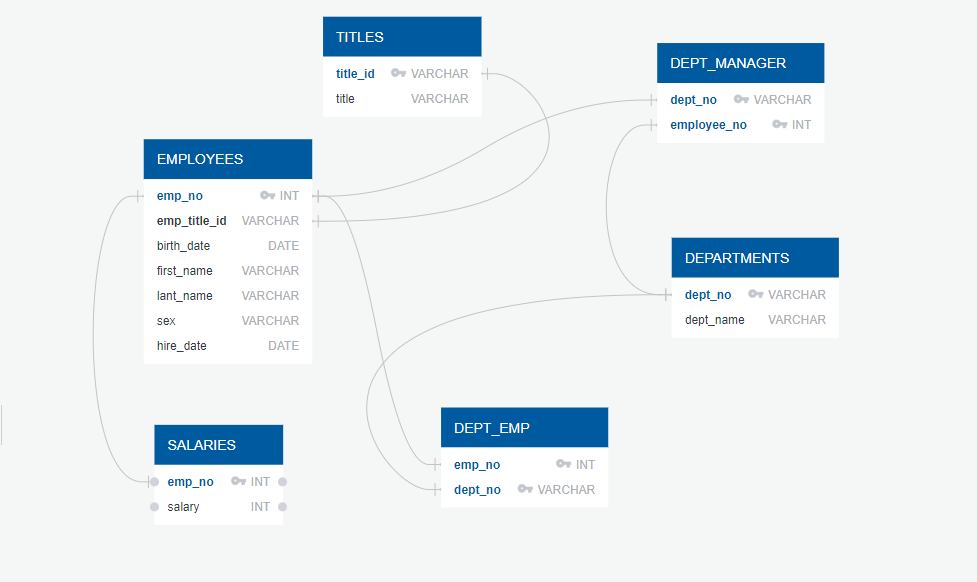 TITLES
title_id VARCHAR
title VARCHAR
DEPT_MANAGER
dept_no VARCHAR
employee_no INT
EMPLOYEES
emp_no INT
emp_title_id VARCHAR
birth_date DATE
first_name VARCHAR
lant_name VARCHAR
sex VARCHAR
hire_date DATE
DEPARTMENTS
dept_no VARCHAR
dept_name VARCHAR
SALARIES
emp_no INT
salary INT
DEPT_EMP
emp_no INT
dept_no VARCHAR